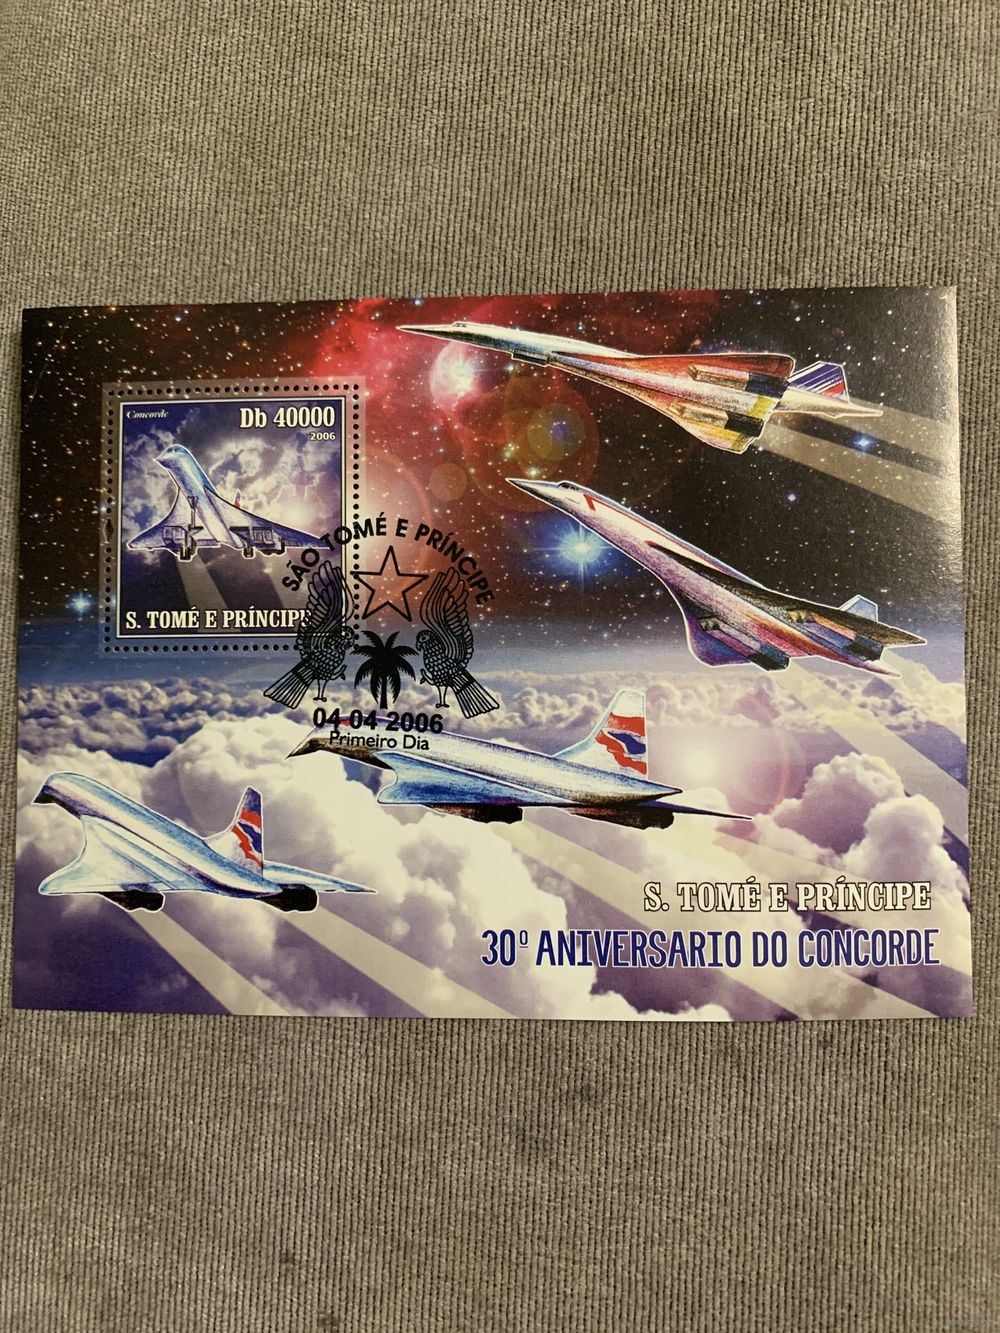 Concorde
Db 40000
2006
S. TOMÉ E PRÍNCIPE
SÃO TOMÉ E PRÍNCIPE
04 04 2006
Primeiro Dia
S. TOMÉ E PRÍNCIPE
30º ANIVERSARIO DO CONCORDE